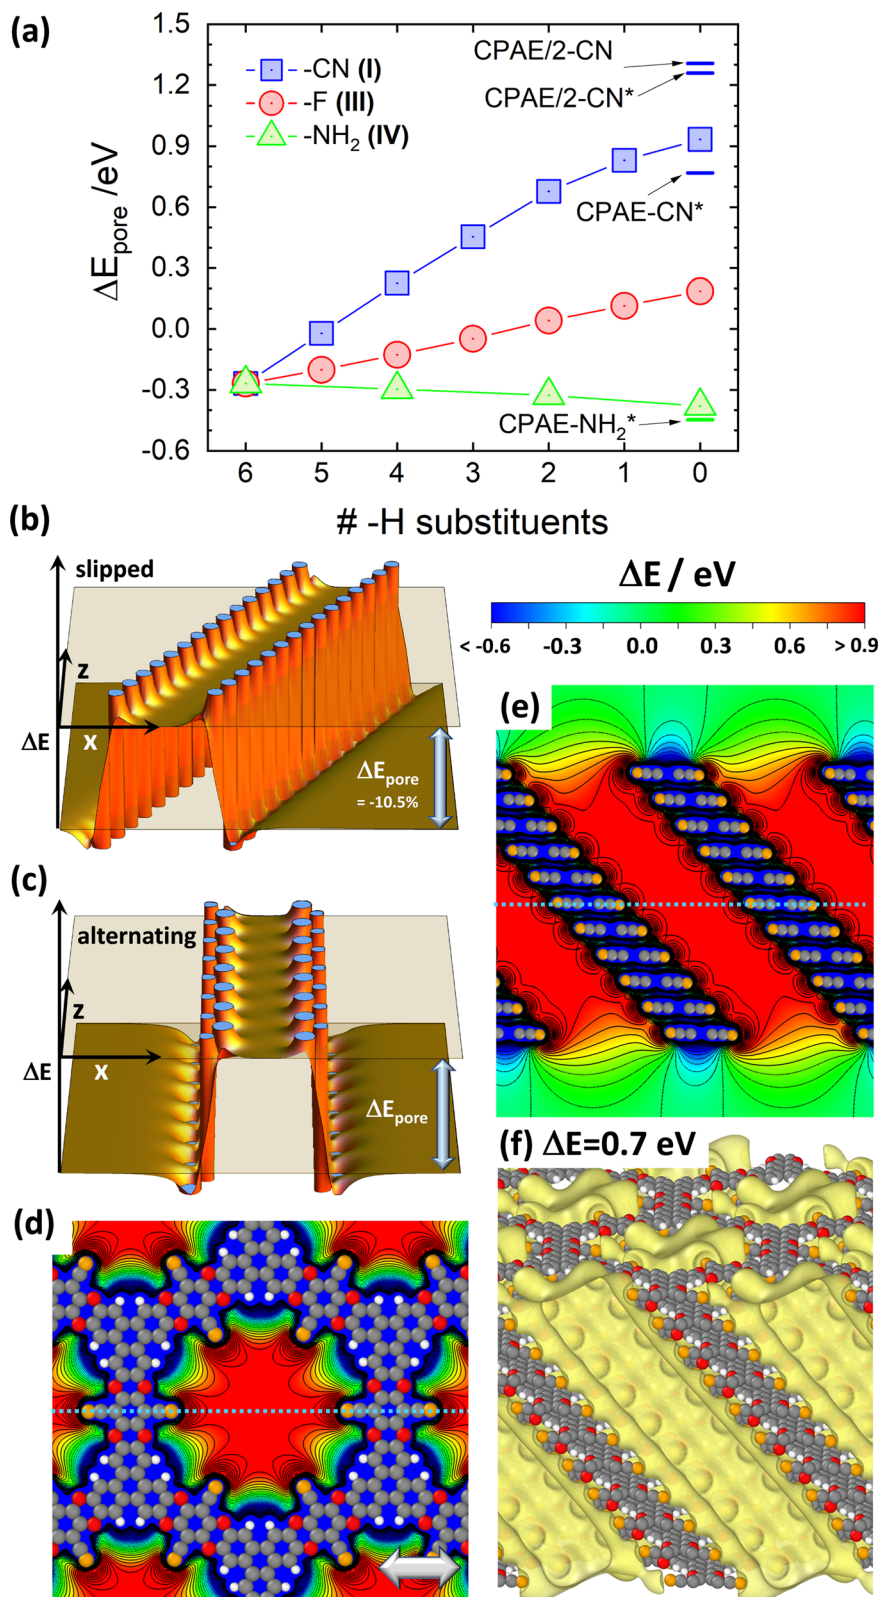 (a)
1.5
1.2
0.9
0.6
0.3
0.0
-0.3
-0.6
ΔE_pore /eV
-CN (I)
-F (III)
-NH₂ (IV)
CPAE/2-CN
CPAE/2-CN*
CPAE-CN*
CPAE-NH₂*
6 5 4 3 2 1 0
# -H substituents
(b)
slipped
z
x
ΔE
ΔE_pore
= -10.5%
ΔE / eV
< -0.6 -0.3 0.0 0.3 0.6 > 0.9
(c)
alternating
z
x
ΔE
ΔE_pore
(d)
(e)
(f) ΔE=0.7 eV